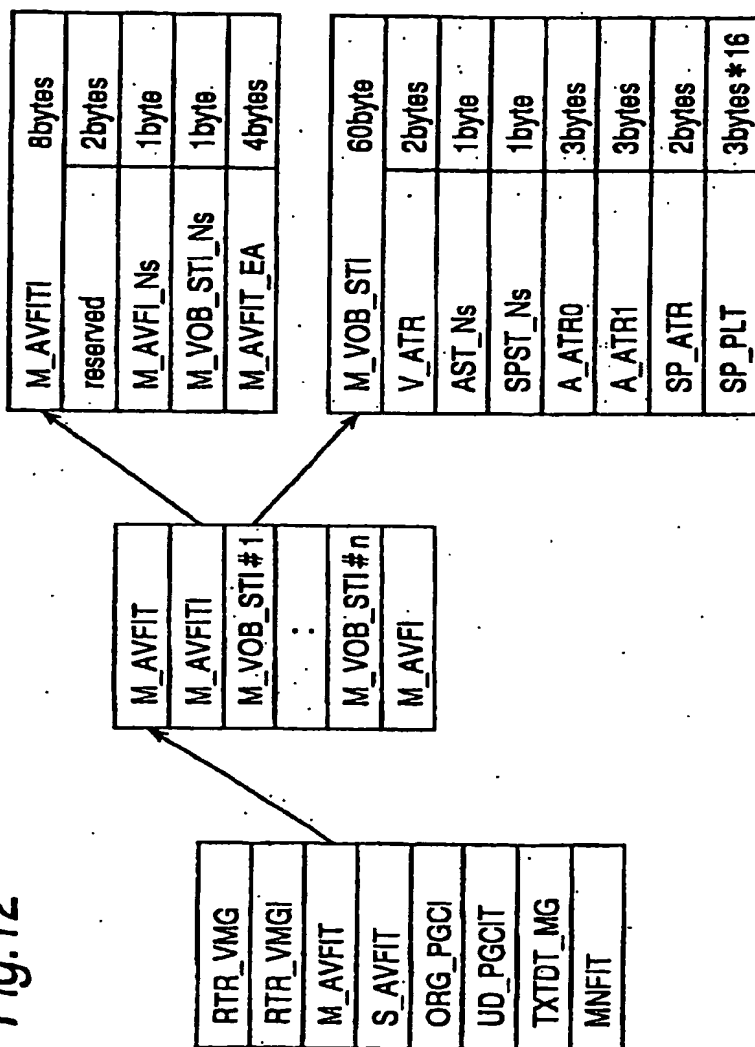 Fig.12
RTR_VMG
RTR_VMGI
M_AVFIT
S_AVFIT
ORG_PGCI
UD_PGCIT
TXTDT_MG
MNFIT
M_AVFIT
M_AVFITI
M_VOB_STI#1
:
M_VOB_STI#n
M_AVFI
M_AVFITI 8bytes
reserved 2bytes
M_AVFI_Ns 1byte
M_VOB_STI_Ns 1byte
M_AVFIT_EA 4bytes
M_VOB_STI 60byte
V_ATR 2bytes
AST_Ns 1byte
SPST_Ns 1byte
A_ATR0 3bytes
A_ATR1 3bytes
SP_ATR 2bytes
SP_PLT 3bytes*16